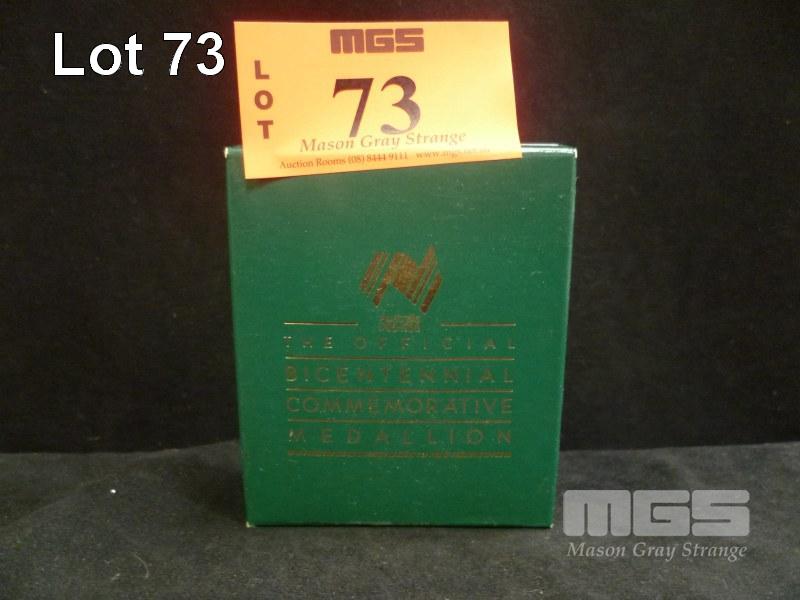 Lot 73
MGS
LOT
73
Mason Gray Strange
Auction Rooms (08) 8444 9111
THE OFFICIAL
BICENTENNIAL
COMMEMORATIVE
MEDALLION
MGS
Mason Gray Strange